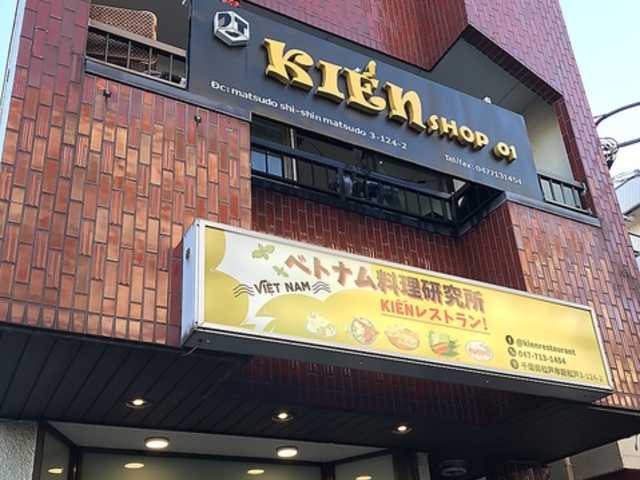 KIẾN SHOP 01
Đc: matsudo shi-shin matsudo 3-124-2
Tel/fax: 0477131454
ベトナム料理研究所
VIỆT NAM
KIẾNレストラン!
@kienrestaurant
047-713-1454
千葉県松戸市新松戸3-124-2